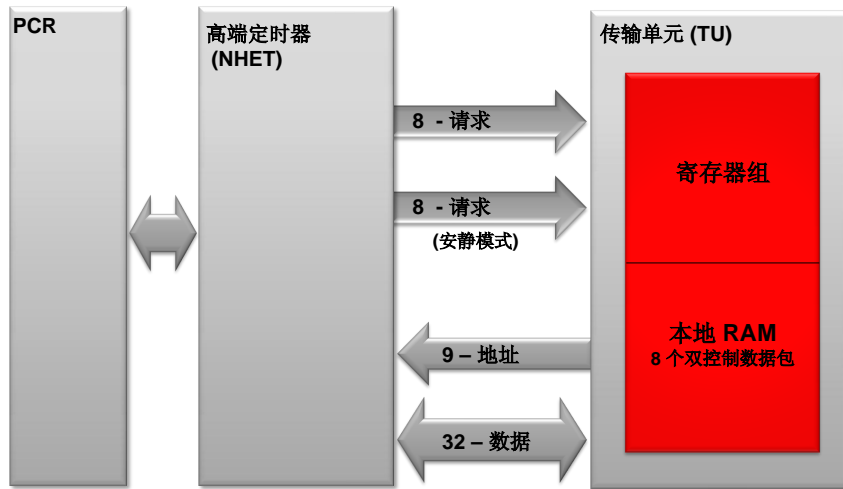 PCR
高端定时器
(NHET)
传输单元 (TU)
8 - 请求
寄存器组
8 - 请求
(安静模式)
本地 RAM
8 个双控制数据包
9 – 地址
32 – 数据